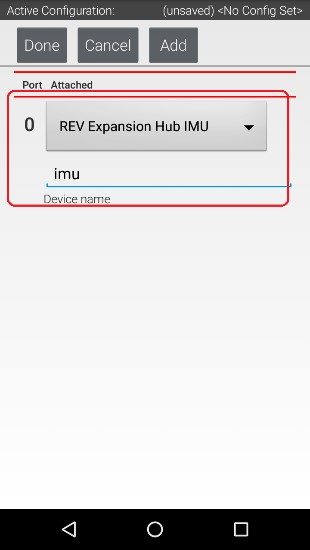 Active Configuration: (unsaved) <No Config Set>
Done Cancel Add
Port Attached
0 REV Expansion Hub IMU
imu
Device name